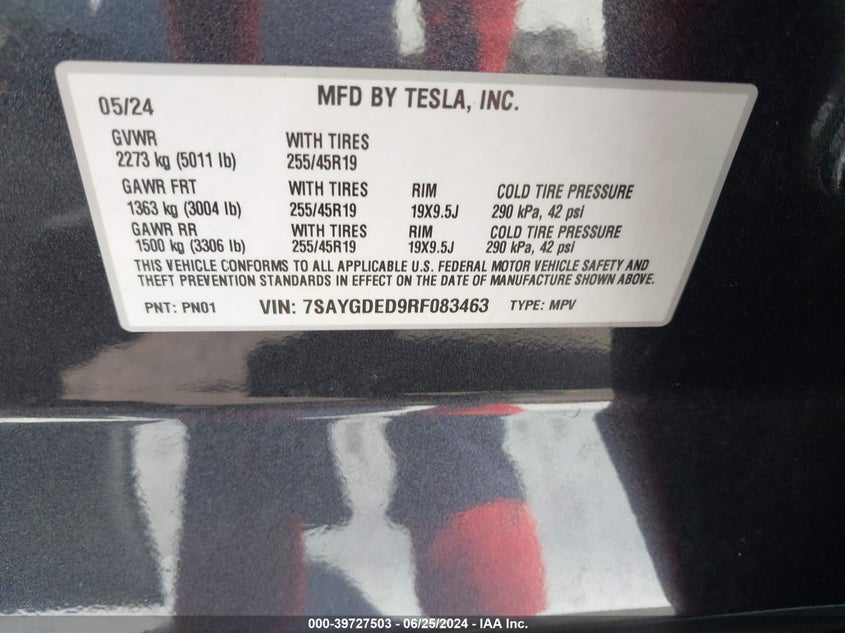 MFD BY TESLA, INC.
05/24
GVWR WITH TIRES
2273 kg (5011 lb) 255/45R19
GAWR FRT WITH TIRES RIM COLD TIRE PRESSURE
1363 kg (3004 lb) 255/45R19 19X9.5J 290 kPa, 42 psi
GAWR RR WITH TIRES RIM COLD TIRE PRESSURE
1500 kg (3306 lb) 255/45R19 19X9.5J 290 kPa, 42 psi
THIS VEHICLE CONFORMS TO ALL APPLICABLE U.S. FEDERAL MOTOR VEHICLE SAFETY AND
THEFT PREVENTION STANDARDS IN EFFECT ON THE DATE OF MANUFACTURE SHOWN ABOVE.
PNT: PN01 VIN: 7SAYGDED9RF083463 TYPE: MPV
000-39727503 - 06/25/2024 - IAA Inc.